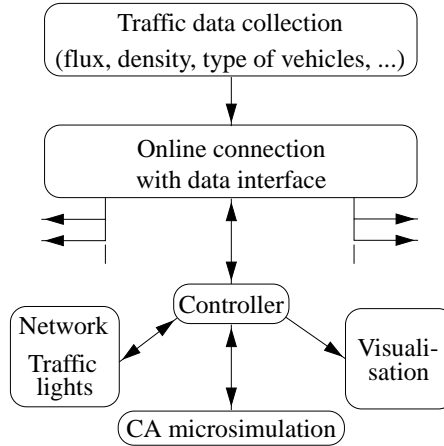 Traffic data collection
(flux, density, type of vehicles, ...)
Online connection
with data interface
Controller
Network
Traffic
lights
Visuali-
sation
CA microsimulation